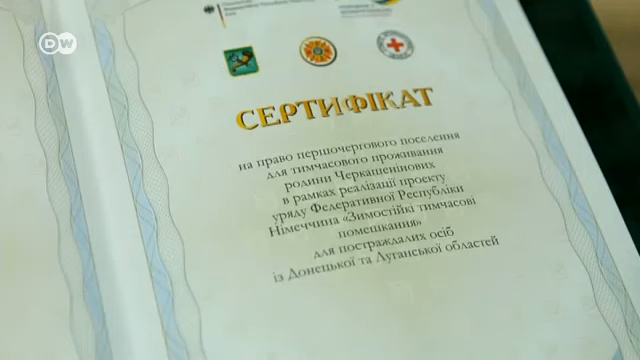 DW
СЕРТИФІКАТ
на право першочергового поселення
для тимчасового проживання
родини Черкашенінових
в рамках реалізації проекту
уряду Федеративної Республіки
Німеччина «Зимостійкі тимчасові
помешкання»
для постраждалих осіб
із Донецької та Луганської областей